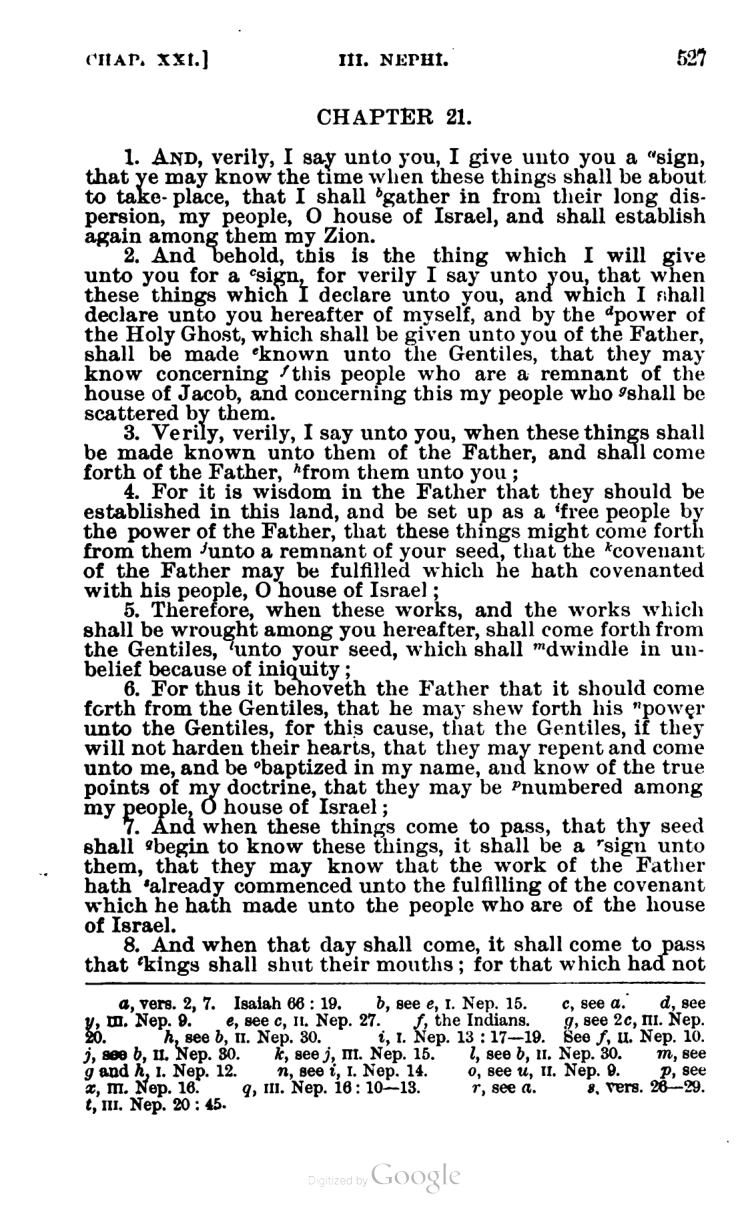 CHAP. XXI.] III. NEPHI. 527
CHAPTER 21.
1. AND, verily, I say unto you, I give unto you a ᵃsign,
that ye may know the time when these things shall be about
to take- place, that I shall ᵇgather in from their long dis-
persion, my people, O house of Israel, and shall establish
again among them my Zion.
2. And behold, this is the thing which I will give
unto you for a ᶜsign, for verily I say unto you, that when
these things which I declare unto you, and which I shall
declare unto you hereafter of myself, and by the ᵈpower of
the Holy Ghost, which shall be given unto you of the Father,
shall be made ᵉknown unto the Gentiles, that they may
know concerning ᶠthis people who are a remnant of the
house of Jacob, and concerning this my people who ᵍshall be
scattered by them.
3. Verily, verily, I say unto you, when these things shall
be made known unto them of the Father, and shall come
forth of the Father, ʰfrom them unto you;
4. For it is wisdom in the Father that they should be
established in this land, and be set up as a ⁱfree people by
the power of the Father, that these things might come forth
from them ʲunto a remnant of your seed, that the ᵏcovenant
of the Father may be fulfilled which he hath covenanted
with his people, O house of Israel;
5. Therefore, when these works, and the works which
shall be wrought among you hereafter, shall come forth from
the Gentiles, ˡunto your seed, which shall ᵐdwindle in un-
belief because of iniquity;
6. For thus it behoveth the Father that it should come
forth from the Gentiles, that he may shew forth his ⁿpower
unto the Gentiles, for this cause, that the Gentiles, if they
will not harden their hearts, that they may repent and come
unto me, and be ᵒbaptized in my name, and know of the true
points of my doctrine, that they may be ᵖnumbered among
my people, O house of Israel;
7. And when these things come to pass, that thy seed
shall ᑫbegin to know these things, it shall be a ʳsign unto
them, that they may know that the work of the Father
hath ˢalready commenced unto the fulfilling of the covenant
which he hath made unto the people who are of the house
of Israel.
8. And when that day shall come, it shall come to pass
that ᵗkings shall shut their mouths; for that which had not
a, vers. 2, 7. Isaiah 66 : 19. b, see e, I. Nep. 15. c, see a. d, see
y, III. Nep. 9. e, see c, II. Nep. 27. f, the Indians. g, see 2c, III. Nep.
20. h, see b, II. Nep. 30. i, I. Nep. 13 : 17—19. See f, II. Nep. 10.
j, see b, II. Nep. 30. k, see j, III. Nep. 15. l, see b, II. Nep. 30. m, see
g and h, I. Nep. 12. n, see i, I. Nep. 14. o, see u, II. Nep. 9. p, see
x, III. Nep. 16. q, III. Nep. 16 : 10—13. r, see a. s, vers. 26—29.
t, III. Nep. 20 : 45.
Digitized by Google